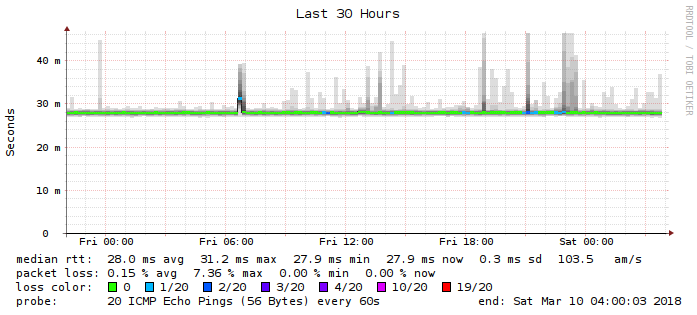 Last 30 Hours
RRDTOOL / TOBI OETIKER
Seconds
40 m
30 m
20 m
10 m
0
Fri 00:00 Fri 06:00 Fri 12:00 Fri 18:00 Sat 00:00
median rtt: 28.0 ms avg 31.2 ms max 27.9 ms min 27.9 ms now 0.3 ms sd 103.5 am/s
packet loss: 0.15 % avg 7.36 % max 0.00 % min 0.00 % now
loss color: 0 1/20 2/20 3/20 4/20 10/20 19/20
probe: 20 ICMP Echo Pings (56 Bytes) every 60s end: Sat Mar 10 04:00:03 2018